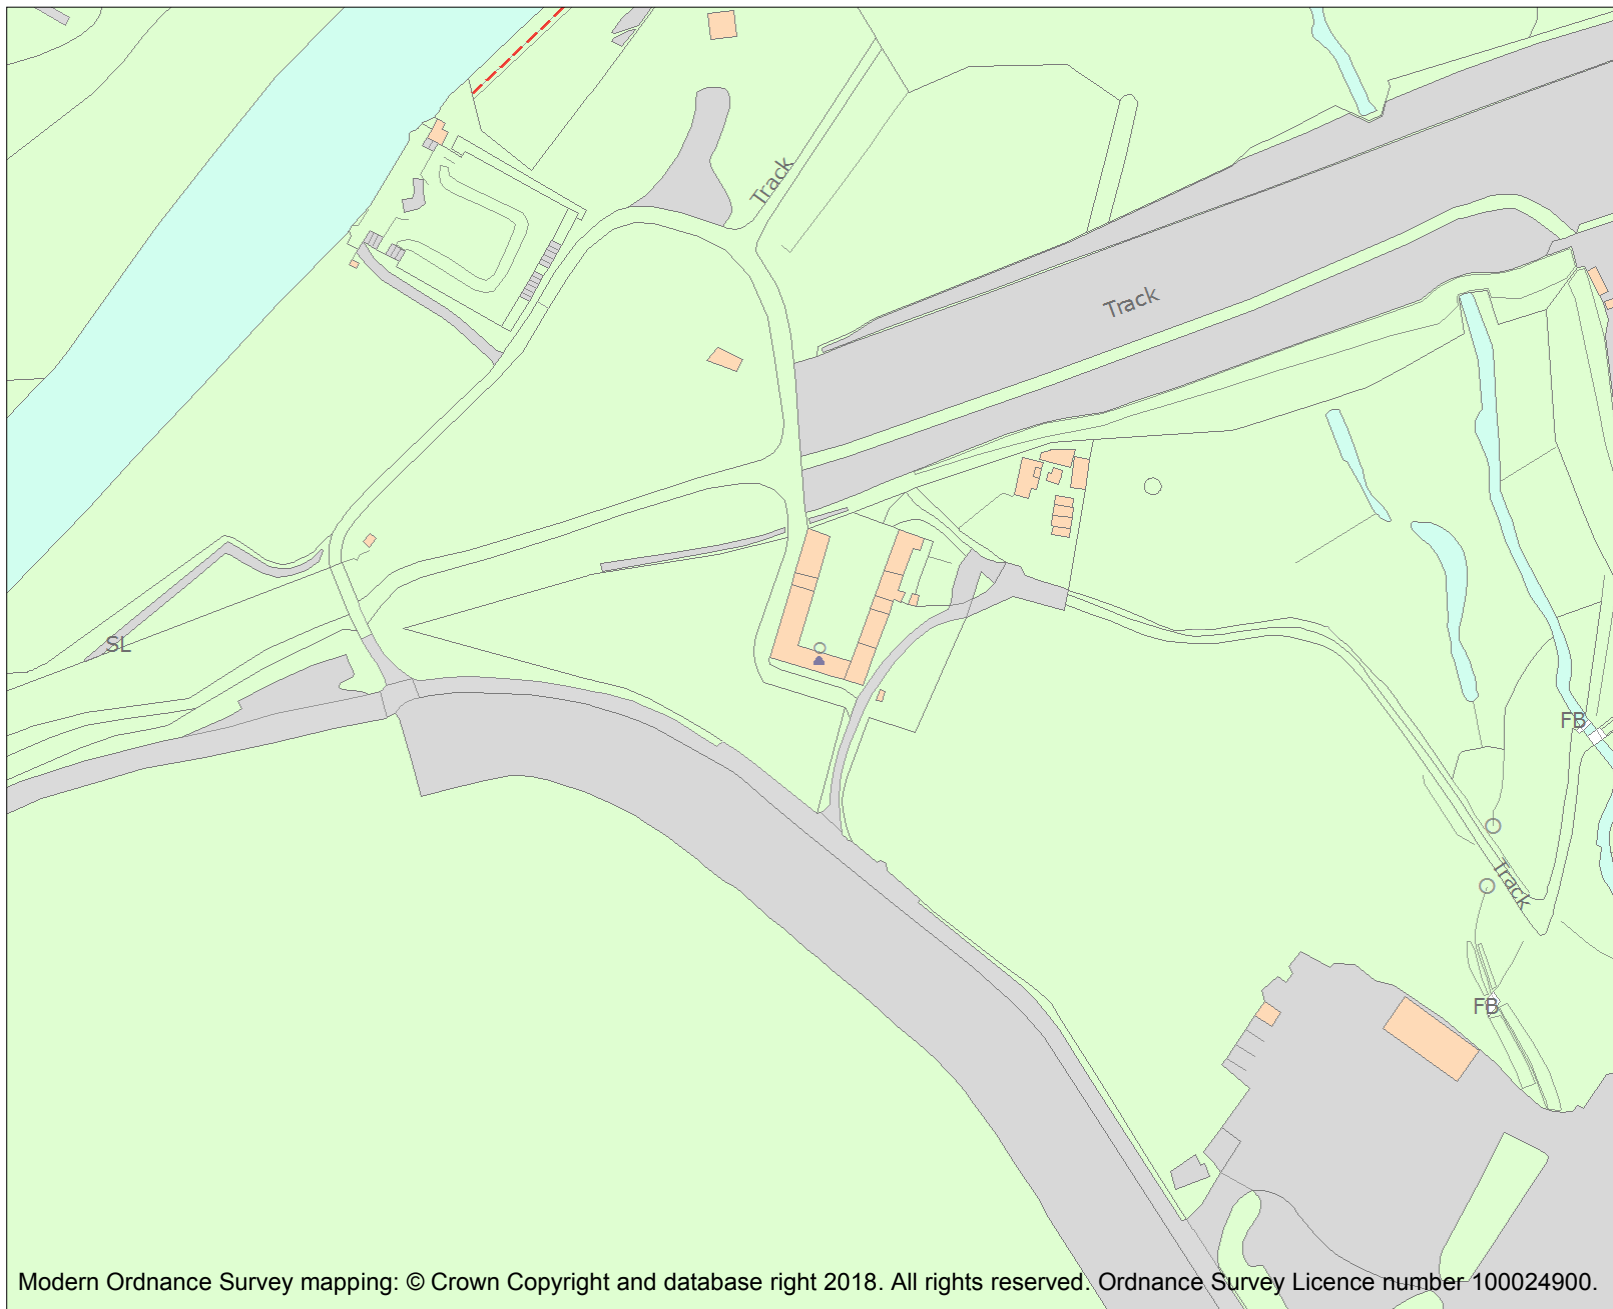 Track
Track
SL
FB
Track
FB
Modern Ordnance Survey mapping: © Crown Copyright and database right 2018. All rights reserved. Ordnance Survey Licence number 100024900.